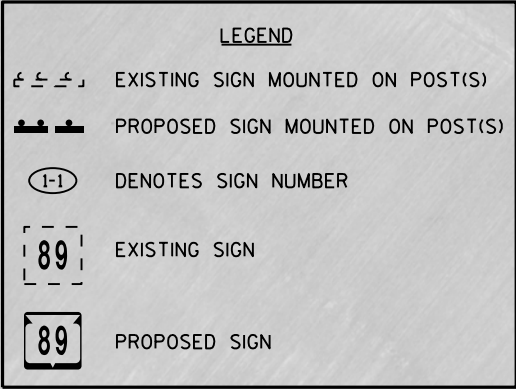 LEGEND
EXISTING SIGN MOUNTED ON POST(S)
PROPOSED SIGN MOUNTED ON POST(S)
1-1 DENOTES SIGN NUMBER
89 EXISTING SIGN
89 PROPOSED SIGN